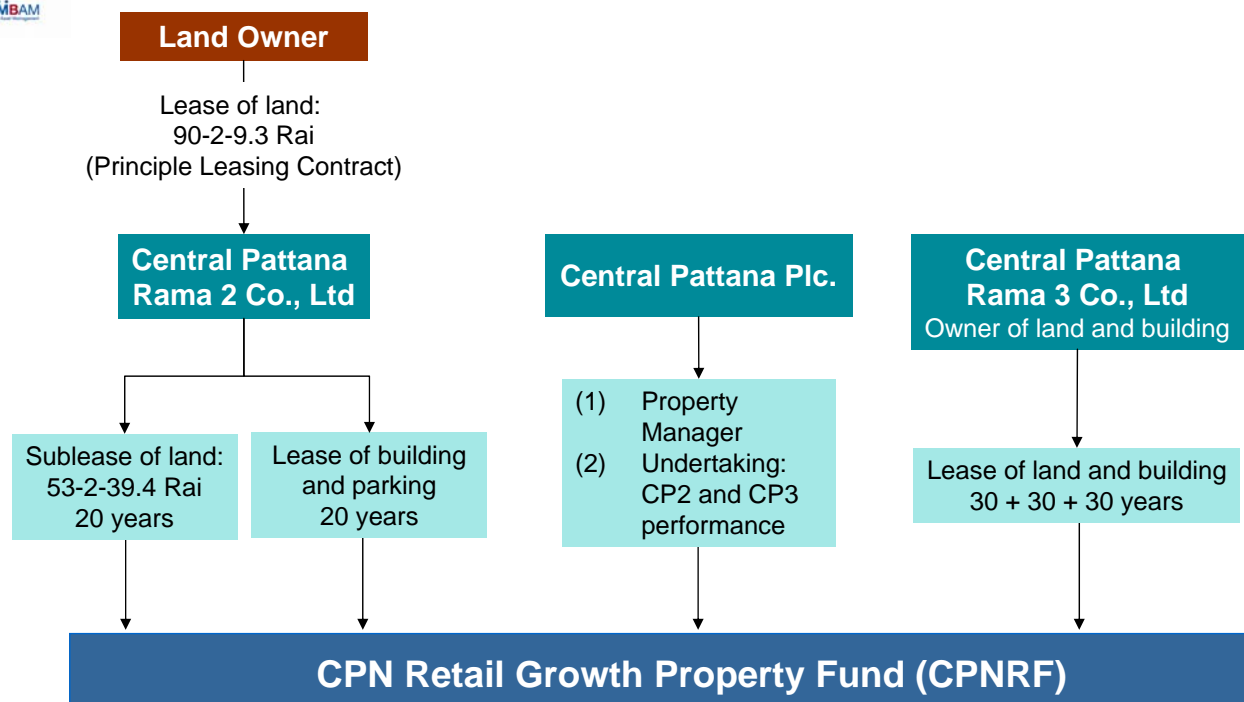 MBAM
Asset Management
Land Owner
Lease of land:
90-2-9.3 Rai
(Principle Leasing Contract)
Central Pattana
Rama 2 Co., Ltd
Central Pattana Plc.
Central Pattana
Rama 3 Co., Ltd
Owner of land and building
Sublease of land:
53-2-39.4 Rai
20 years
Lease of building
and parking
20 years
(1) Property
Manager
(2) Undertaking:
CP2 and CP3
performance
Lease of land and building
30 + 30 + 30 years
CPN Retail Growth Property Fund (CPNRF)